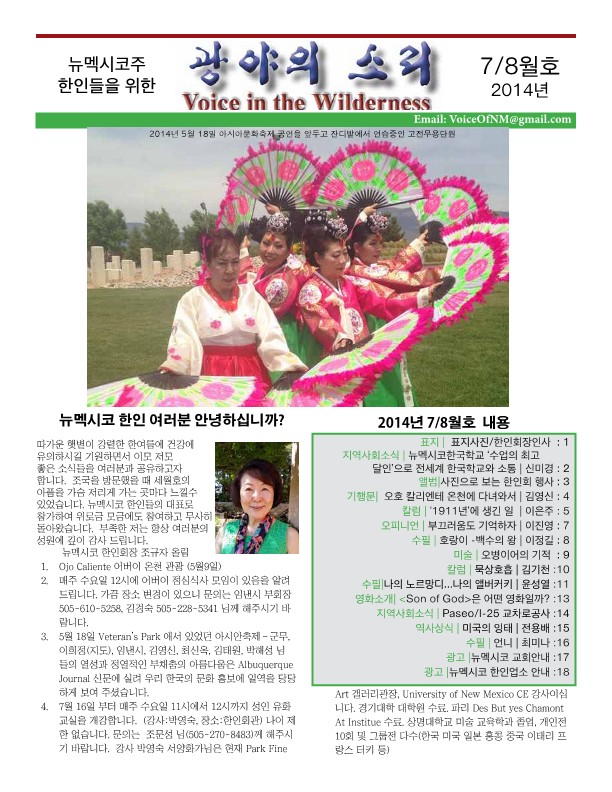 뉴멕시코주
한인들을 위한
광야의 소리
Voice in the Wilderness
7/8월호
2014년
Email: VoiceOfNM@gmail.com
2014년 5월 18일 아시아문화축제 공연을 앞두고 잔디밭에서 연습중인 고전무용단원
뉴멕시코 한인 여러분 안녕하십니까?
따가운 햇볕이 강렬한 한여름에 건강에
유의하시길 기원하면서 이모 저모
좋은 소식들을 여러분과 공유하고자
합니다. 조국을 방문했을 때 세월호의
아픔을 가슴 저리게 가는 곳마다 느낄수
있었습니다. 뉴멕시코 한인들의 대표로
참가하여 위로금 모금에도 참여하고 무사히
돌아왔습니다. 부족한 저는 항상 여러분의
성원에 깊이 감사 드립니다.
뉴멕시코 한인회장 조규자 올림
1. Ojo Caliente 어버이 온천 관광 (5월9일)
2. 매주 수요일 12시에 어버이 점심식사 모임이 있음을 알려
드립니다. 가끔 장소 변경이 있으니 문의는 임낸시 부회장
505-610-5258, 김경숙 505-228-5341 님께 해주시기 바
랍니다.
3. 5월 18일 Veteran's Park 에서 있었던 아시안축제 – 군무,
이희정(지도), 임낸시, 김영신, 최신옥, 김태원, 박혜성 님
들의 열성과 정열적인 부채춤의 아름다움은 Albuquerque
Journal 신문에 실려 우리 한국의 문화 홍보에 일역을 담당
하게 보여 주셨습니다.
4. 7월 16일 부터 매주 수요일 11시에서 12시까지 성인 유화
교실을 개강합니다. (강사:박영숙, 장소:한인회관) 나이 제
한 없습니다. 문의는 조문성 님(505-270-8483)께 해주시
기 바랍니다. 강사 박영숙 서양화가님은 현재 Park Fine
2014년 7/8월호 내용
표지 | 표지사진/한인회장인사 : 1
지역사회소식 | 뉴멕시코한국학교 '수업의 최고
달인'으로 전세계 한국학교와 소통 | 신미경 : 2
앨범|사진으로 보는 한인회 행사 : 3
기행문| 오호 칼리엔테 온천에 다녀와서 | 김영신 : 4
칼럼 | '1911년'에 생긴 일 | 이은주 : 5
오피니언 | 부끄러움도 기억하자 | 이진영 : 7
수필 | 호랑이 -백수의 왕 | 이정길 : 8
미술 | 오병이어의 기적 : 9
칼럼 | 묵상호흡 | 김기천 : 10
수필|나의 노르망디...나의 앨버커키 | 윤성열 :11
영화소개| <Son of God>은 어떤 영화일까? :13
지역사회소식 | Paseo/I-25 교차로공사 :14
역사상식 | 미국의 잉태 | 전용배 :15
수필 | 언니 | 최미나 :16
광고 |뉴멕시코 교회안내 :17
광고 |뉴멕시코 한인업소 안내 :18
Art 갤러리관장, University of New Mexico CE 강사이십
니다. 경기대학 대학원 수료, 파리 Des But yes Chamont
At Institue 수료, 상명대학교 미술 교육학과 졸업, 개인전
10회 및 그룹전 다수(한국 미국 일본 홍콩 중국 이태리 프
랑스 터키 등)